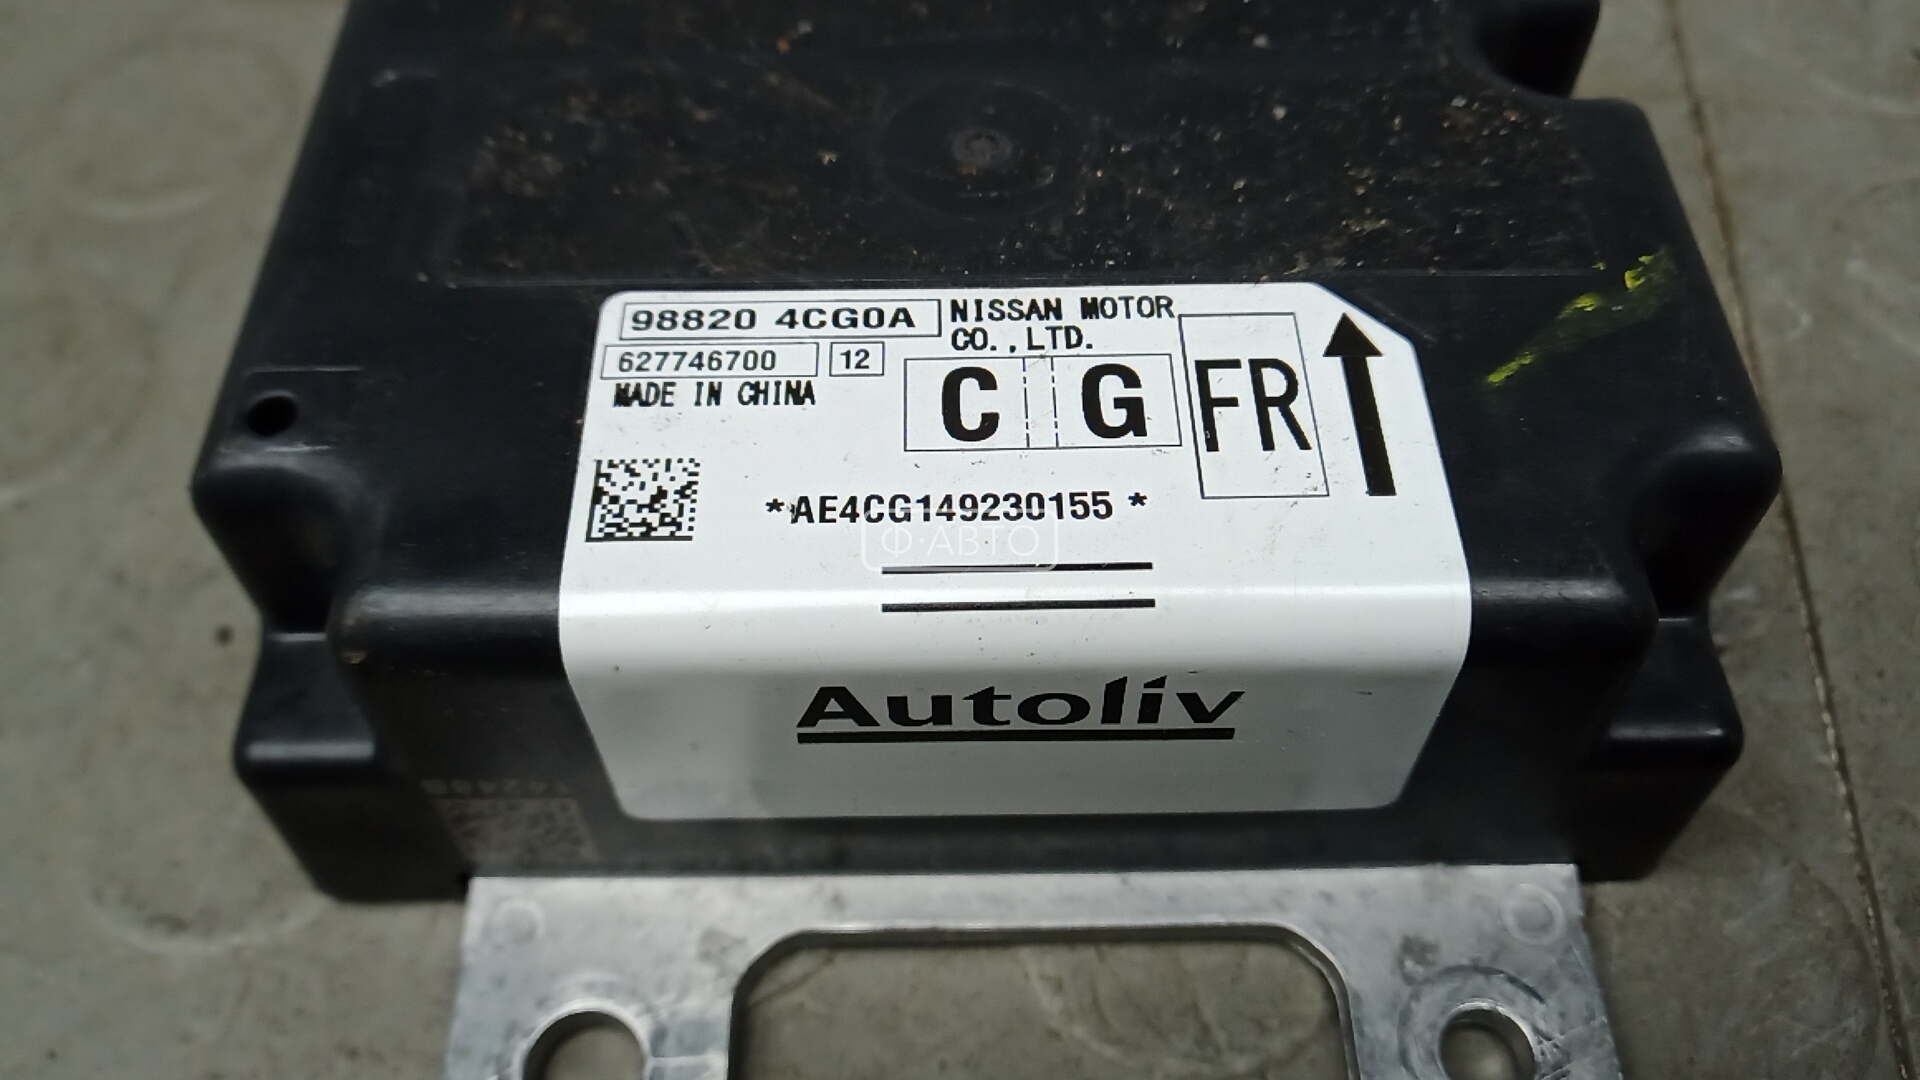 98820 4CG0A
NISSAN MOTOR
CO.,LTD.
627746700 12
MADE IN CHINA
C G
FR
*AE4CG149230155*
Ф·АВТО
Autoliv